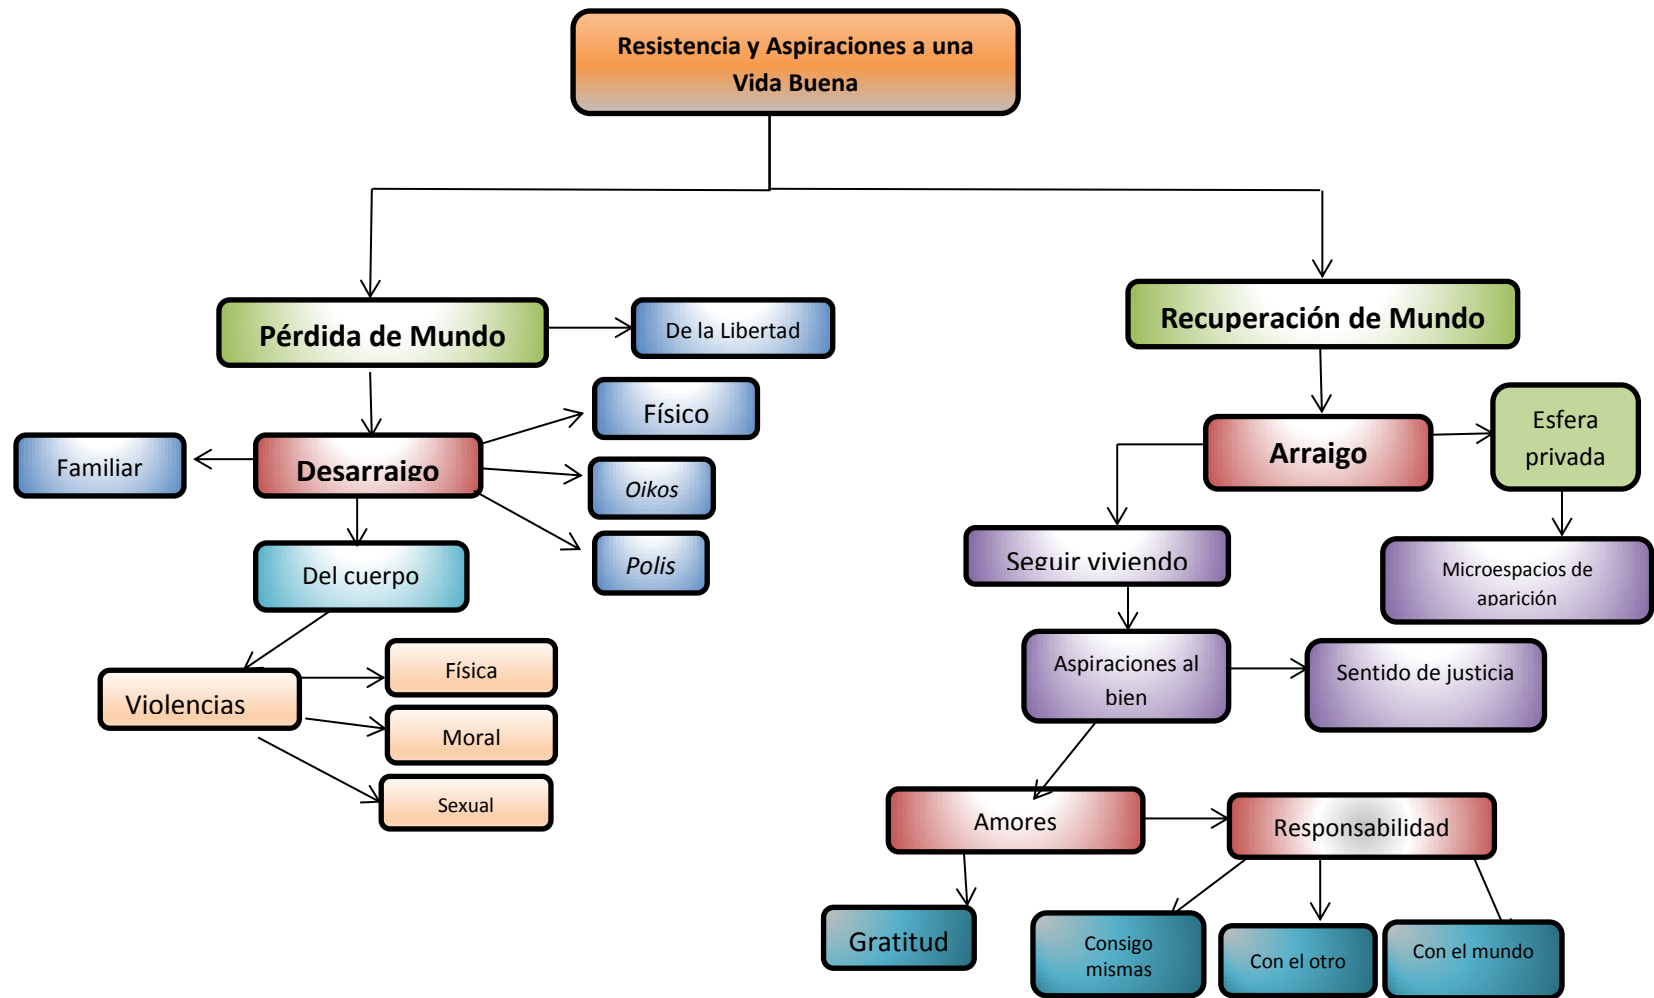 Resistencia y Aspiraciones a una
Vida Buena
Pérdida de Mundo
De la Libertad
Familiar
Desarraigo
Físico
Oikos
Polis
Del cuerpo
Violencias
Física
Moral
Sexual
Recuperación de Mundo
Arraigo
Esfera
privada
Microespacios de
aparición
Seguir viviendo
Aspiraciones al
bien
Sentido de justicia
Amores
Responsabilidad
Gratitud
Consigo
mismas
Con el otro
Con el mundo